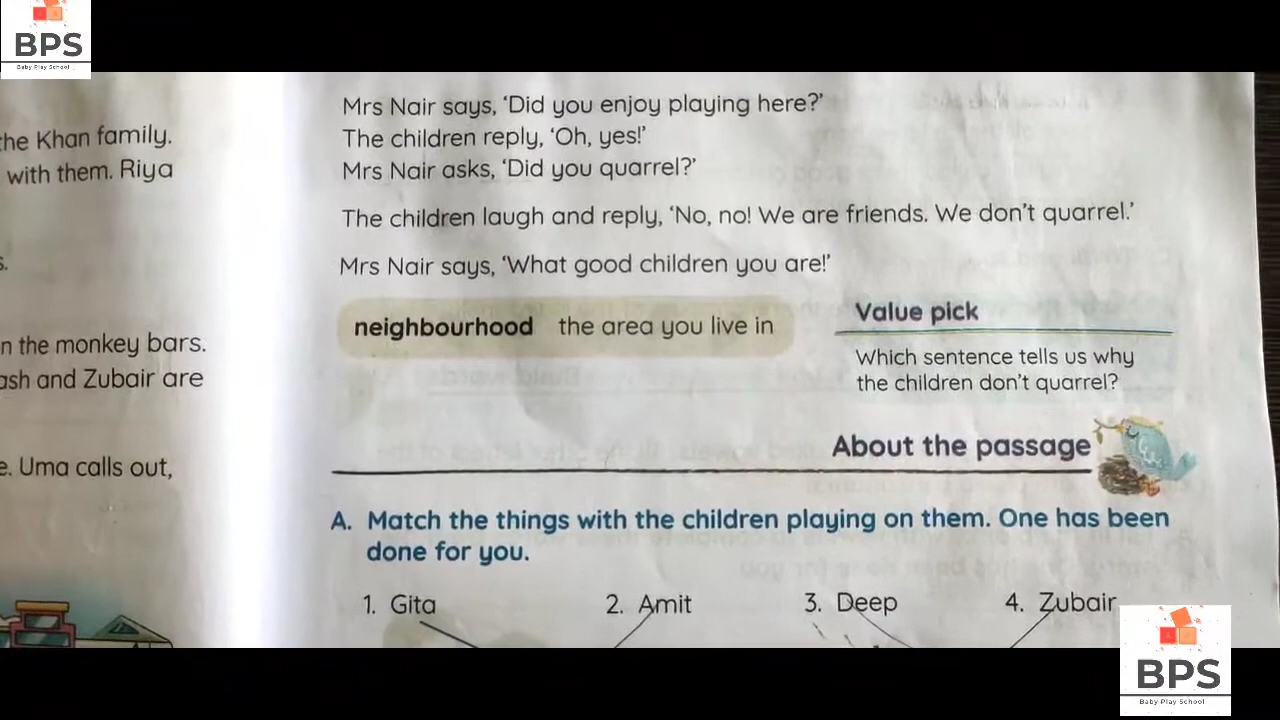 BPS
Baby Play School
the Khan family.
with them. Riya
s.
n the monkey bars.
ash and Zubair are
e. Uma calls out,
Mrs Nair says, ‘Did you enjoy playing here?’
The children reply, ‘Oh, yes!’
Mrs Nair asks, ‘Did you quarrel?’
The children laugh and reply, ‘No, no! We are friends. We don’t quarrel.’
Mrs Nair says, ‘What good children you are!’
neighbourhood the area you live in
Value pick
Which sentence tells us why
the children don’t quarrel?
About the passage
A. Match the things with the children playing on them. One has been
done for you.
1. Gita 2. Amit 3. Deep 4. Zubair
BPS
Baby Play School